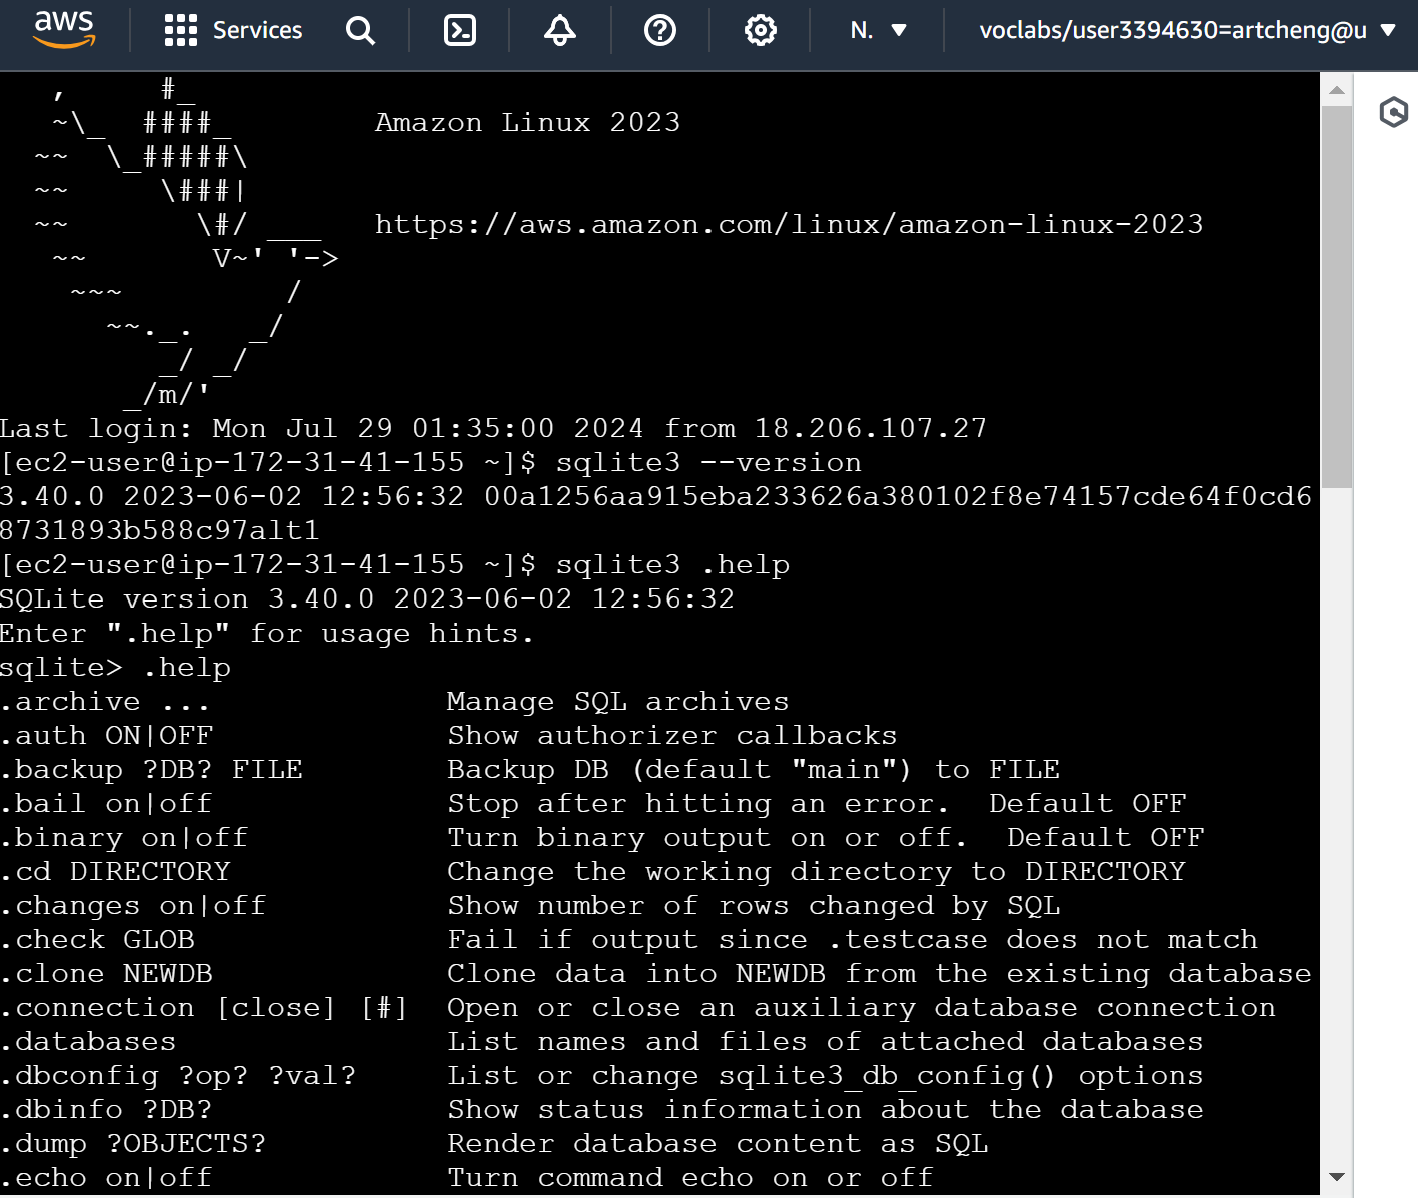 aws Services N. voclabs/user3394630=artcheng@u
   ,     #_
   ~\_  ####_        Amazon Linux 2023
  ~~  \_#####\
  ~~     \###|
  ~~       \#/ ___   https://aws.amazon.com/linux/amazon-linux-2023
   ~~       V~' '->
    ~~~         /
      ~~._.   _/
         _/ _/
       _/m/'
Last login: Mon Jul 29 01:35:00 2024 from 18.206.107.27
[ec2-user@ip-172-31-41-155 ~]$ sqlite3 --version
3.40.0 2023-06-02 12:56:32 00a1256aa915eba233626a380102f8e74157cde64f0cd6
8731893b588c97alt1
[ec2-user@ip-172-31-41-155 ~]$ sqlite3 .help
SQLite version 3.40.0 2023-06-02 12:56:32
Enter ".help" for usage hints.
sqlite> .help
.archive ...             Manage SQL archives
.auth ON|OFF             Show authorizer callbacks
.backup ?DB? FILE        Backup DB (default "main") to FILE
.bail on|off             Stop after hitting an error.  Default OFF
.binary on|off           Turn binary output on or off.  Default OFF
.cd DIRECTORY            Change the working directory to DIRECTORY
.changes on|off          Show number of rows changed by SQL
.check GLOB              Fail if output since .testcase does not match
.clone NEWDB             Clone data into NEWDB from the existing database
.connection [close] [#]  Open or close an auxiliary database connection
.databases               List names and files of attached databases
.dbconfig ?op? ?val?     List or change sqlite3_db_config() options
.dbinfo ?DB?             Show status information about the database
.dump ?OBJECTS?          Render database content as SQL
.echo on|off             Turn command echo on or off